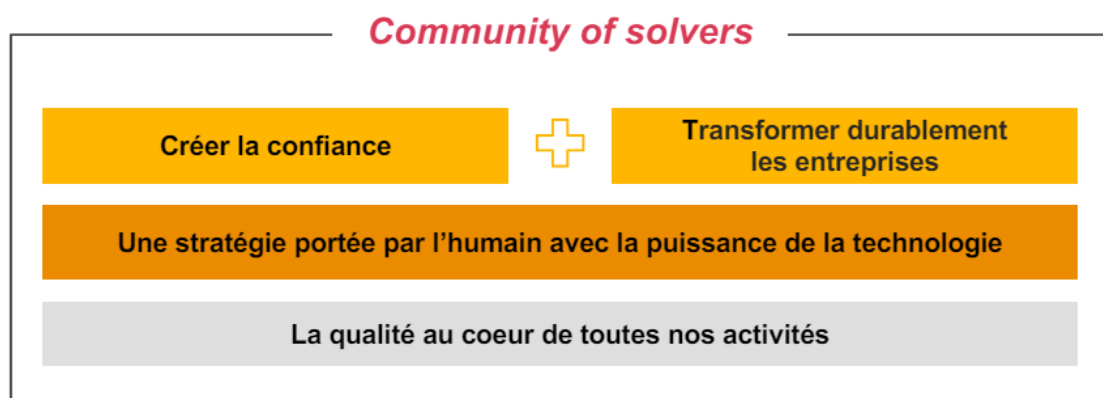 Community of solvers
Créer la confiance
Transformer durablement
les entreprises
Une stratégie portée par l’humain avec la puissance de la technologie
La qualité au coeur de toutes nos activités